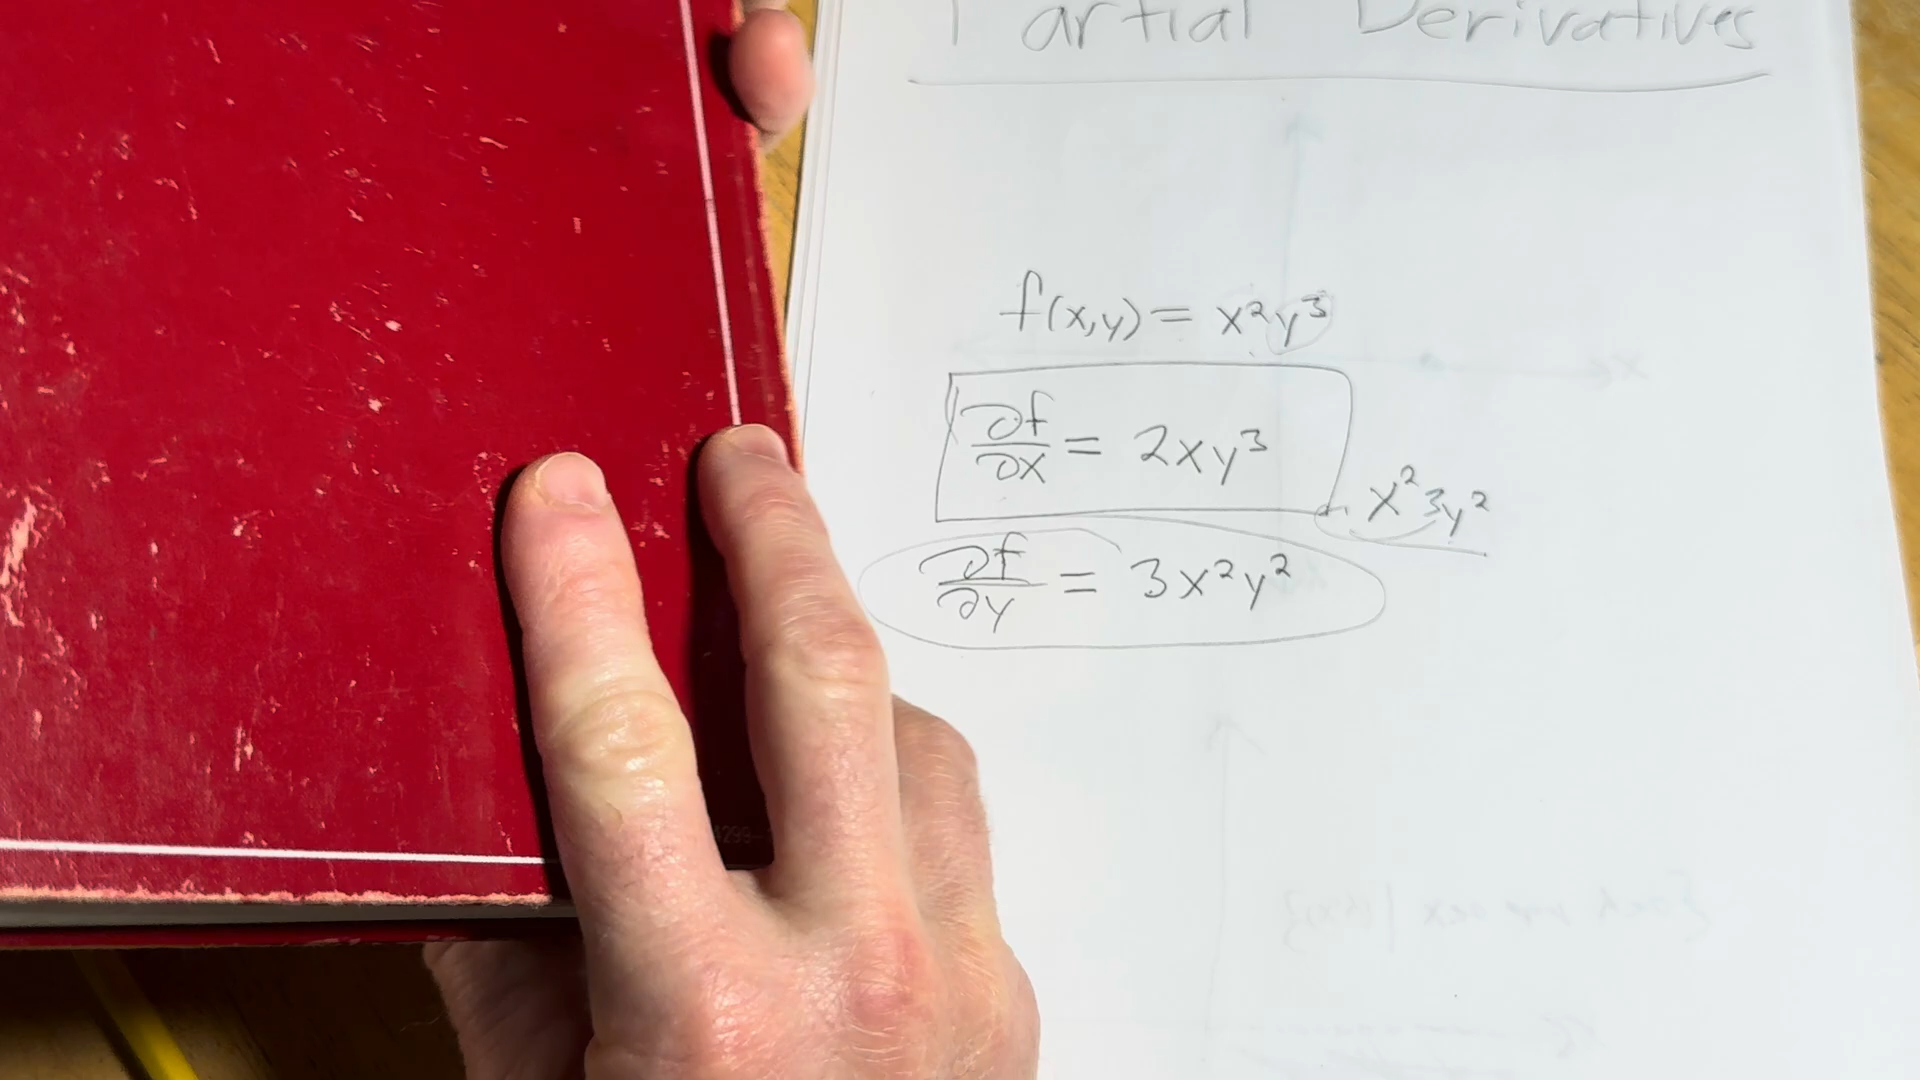 Partial Derivatives
f(x,y) = x²y³
∂f/∂x = 2xy³
x²3y²
∂f/∂y = 3x²y²